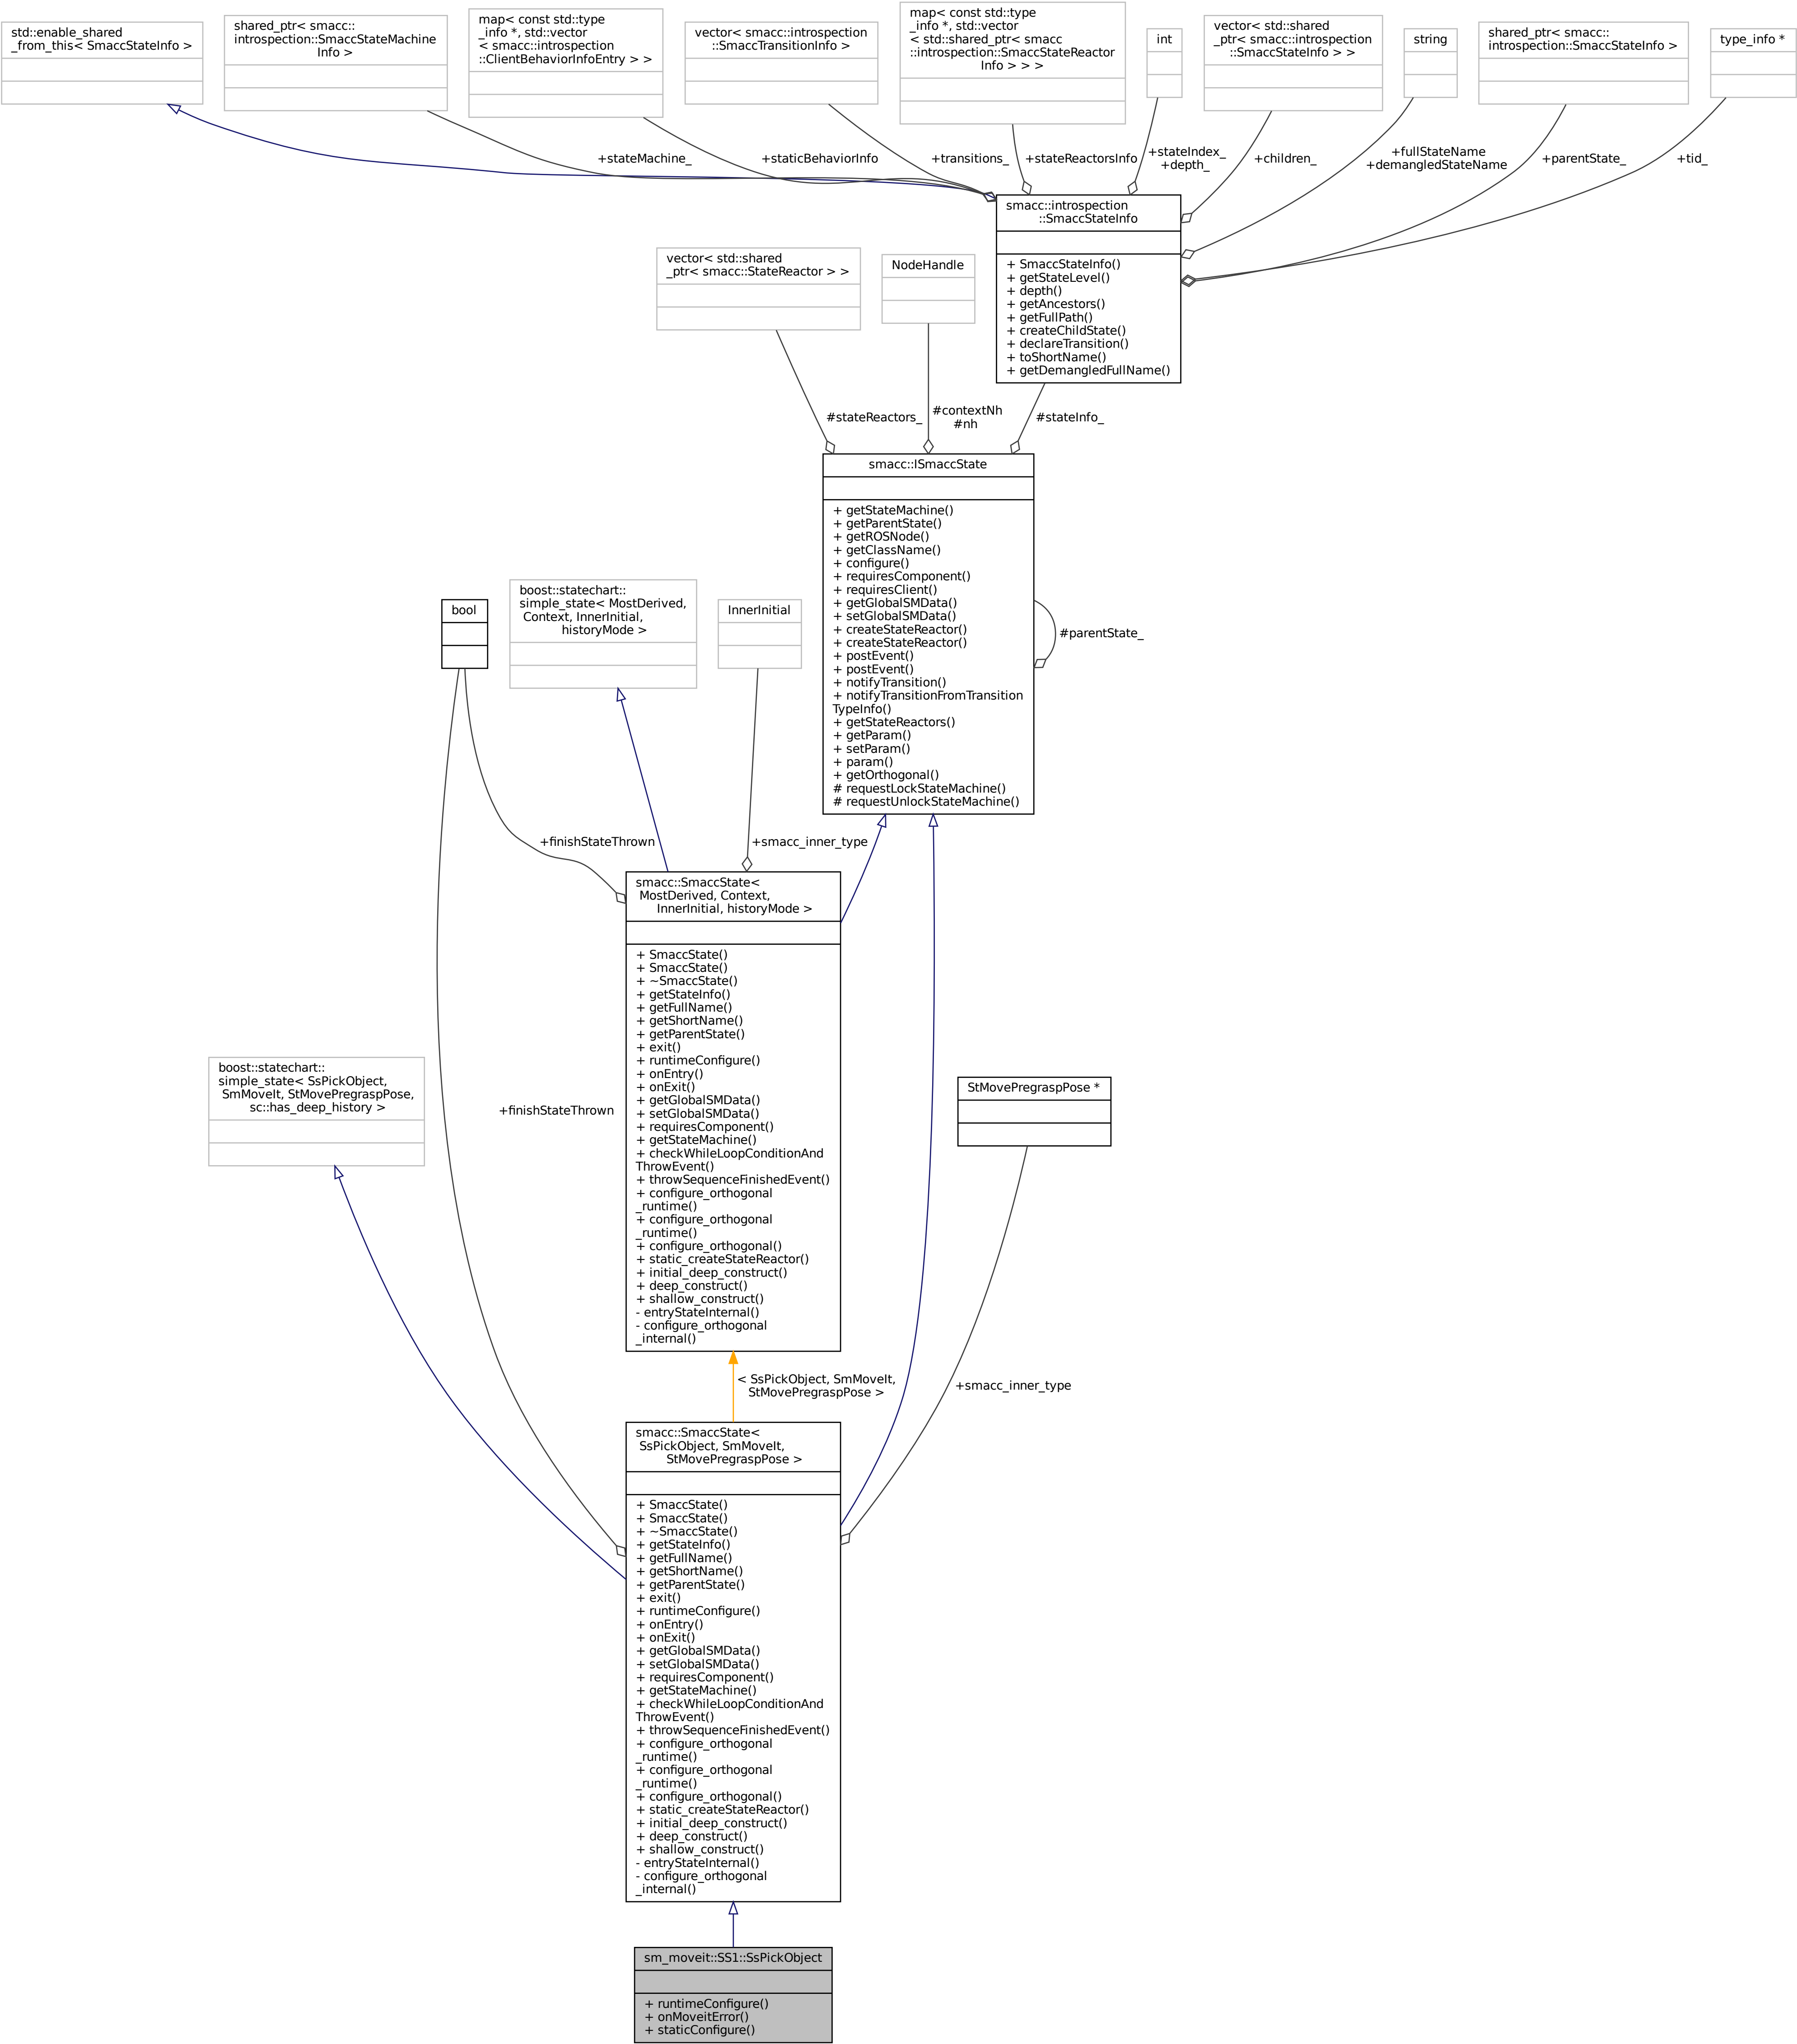 std::enable_shared
_from_this< SmaccStateInfo >
shared_ptr< smacc::
introspection::SmaccStateMachine
Info >
map< const std::type
_info *, std::vector
< smacc::introspection
::ClientBehaviorInfoEntry > >
vector< smacc::introspection
::SmaccTransitionInfo >
map< const std::type
_info *, std::vector
< std::shared_ptr< smacc
::introspection::SmaccStateReactor
Info > > >
int
vector< std::shared
_ptr< smacc::introspection
::SmaccStateInfo > >
string
shared_ptr< smacc::
introspection::SmaccStateInfo >
type_info *
+stateMachine_
+staticBehaviorInfo
+transitions_
+stateReactorsInfo
+stateIndex_
+depth_
+children_
+fullStateName
+demangledStateName
+parentState_
+tid_
smacc::introspection
::SmaccStateInfo
+ SmaccStateInfo()
+ getStateLevel()
+ depth()
+ getAncestors()
+ getFullPath()
+ createChildState()
+ declareTransition()
+ toShortName()
+ getDemangledFullName()
vector< std::shared
_ptr< smacc::StateReactor > >
NodeHandle
#stateReactors_
#contextNh
#nh
#stateInfo_
smacc::ISmaccState
+ getStateMachine()
+ getParentState()
+ getROSNode()
+ getClassName()
+ configure()
+ requiresComponent()
+ requiresClient()
+ getGlobalSMData()
+ setGlobalSMData()
+ createStateReactor()
+ createStateReactor()
+ postEvent()
+ postEvent()
+ notifyTransition()
+ notifyTransitionFromTransition
TypeInfo()
+ getStateReactors()
+ getParam()
+ setParam()
+ param()
+ getOrthogonal()
# requestLockStateMachine()
# requestUnlockStateMachine()
#parentState_
bool
boost::statechart::
simple_state< MostDerived,
Context, InnerInitial,
historyMode >
InnerInitial
+finishStateThrown
+smacc_inner_type
smacc::SmaccState<
MostDerived, Context,
InnerInitial, historyMode >
+ SmaccState()
+ SmaccState()
+ ~SmaccState()
+ getStateInfo()
+ getFullName()
+ getShortName()
+ getParentState()
+ exit()
+ runtimeConfigure()
+ onEntry()
+ onExit()
+ getGlobalSMData()
+ setGlobalSMData()
+ requiresComponent()
+ getStateMachine()
+ checkWhileLoopConditionAnd
ThrowEvent()
+ throwSequenceFinishedEvent()
+ configure_orthogonal
_runtime()
+ configure_orthogonal
_runtime()
+ configure_orthogonal()
+ static_createStateReactor()
+ initial_deep_construct()
+ deep_construct()
+ shallow_construct()
- entryStateInternal()
- configure_orthogonal
_internal()
boost::statechart::
simple_state< SsPickObject,
SmMoveIt, StMovePregraspPose,
sc::has_deep_history >
+finishStateThrown
StMovePregraspPose *
< SsPickObject, SmMoveIt,
StMovePregraspPose >
+smacc_inner_type
smacc::SmaccState<
SsPickObject, SmMoveIt,
StMovePregraspPose >
+ SmaccState()
+ SmaccState()
+ ~SmaccState()
+ getStateInfo()
+ getFullName()
+ getShortName()
+ getParentState()
+ exit()
+ runtimeConfigure()
+ onEntry()
+ onExit()
+ getGlobalSMData()
+ setGlobalSMData()
+ requiresComponent()
+ getStateMachine()
+ checkWhileLoopConditionAnd
ThrowEvent()
+ throwSequenceFinishedEvent()
+ configure_orthogonal
_runtime()
+ configure_orthogonal
_runtime()
+ configure_orthogonal()
+ static_createStateReactor()
+ initial_deep_construct()
+ deep_construct()
+ shallow_construct()
- entryStateInternal()
- configure_orthogonal
_internal()
sm_moveit::SS1::SsPickObject
+ runtimeConfigure()
+ onMoveitError()
+ staticConfigure()